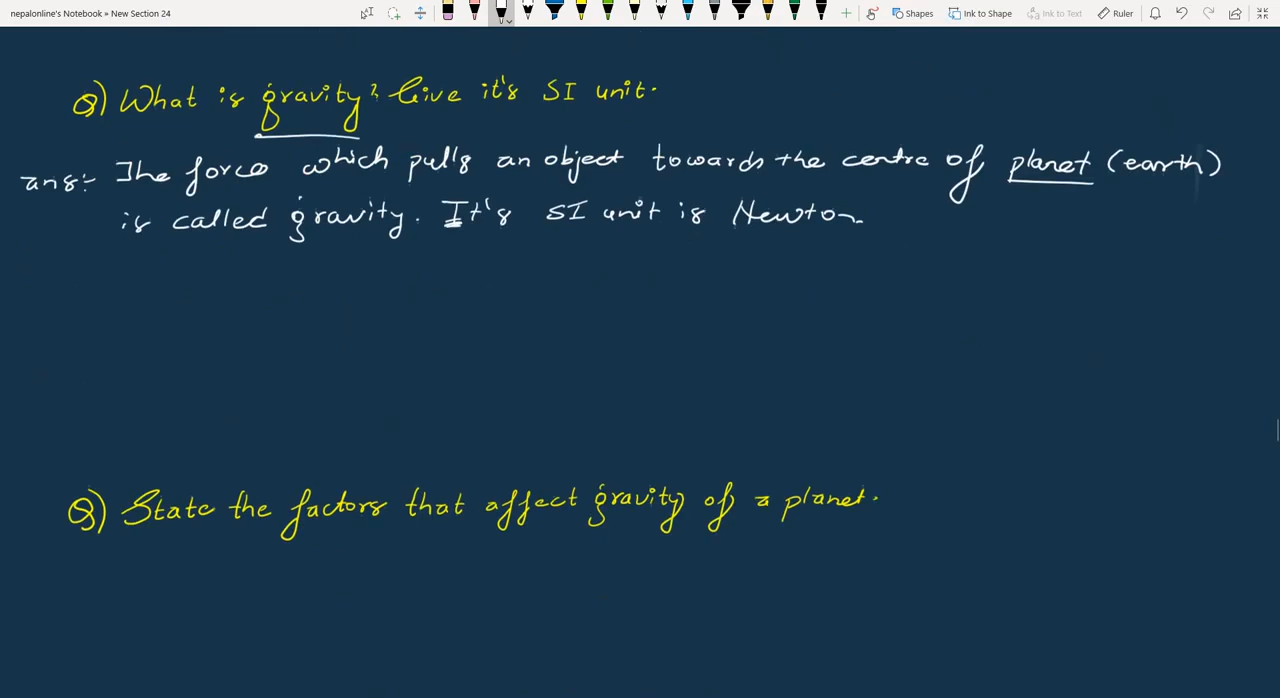 nepalonline's Notebook » New Section 24
Shapes Ink to Shape Ink to Text Ruler
Q) What is gravity? Give it's SI unit.
ans:- The force which pulls an object towards the centre of planet (earth)
is called gravity. It's SI unit is Newton
Q) State the factors that affect gravity of a planet.